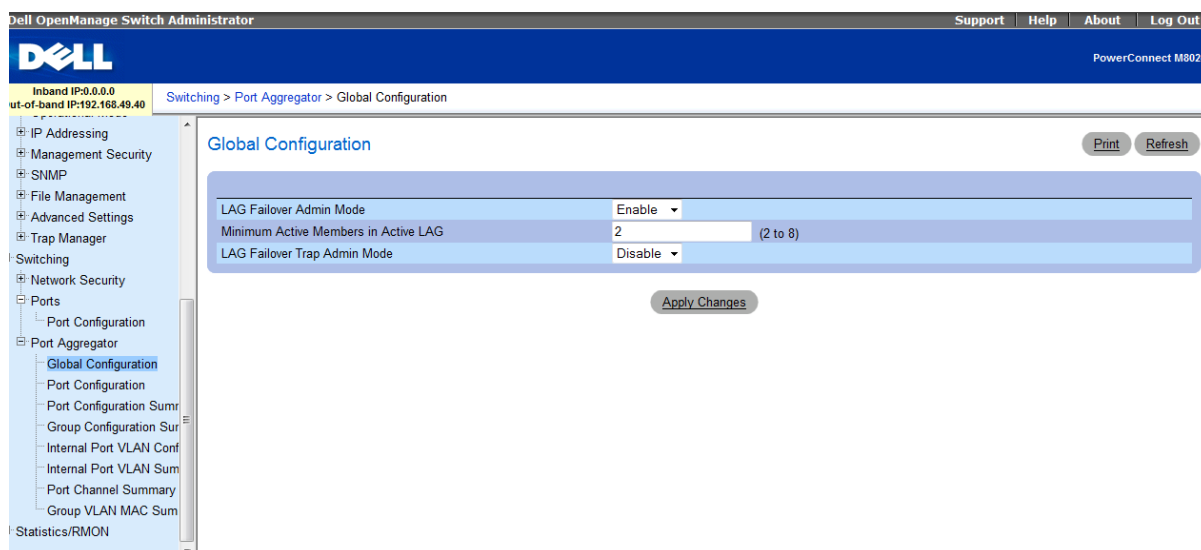 Dell OpenManage Switch Administrator
Support | Help | About | Log Out
DELL
PowerConnect M802
Inband IP:0.0.0.0
ut-of-band IP:192.168.49.40
Switching > Port Aggregator > Global Configuration
Operational Mode
IP Addressing
Management Security
SNMP
File Management
Advanced Settings
Trap Manager
Switching
Network Security
Ports
Port Configuration
Port Aggregator
Global Configuration
Port Configuration
Port Configuration Sumr
Group Configuration Sur
Internal Port VLAN Conf
Internal Port VLAN Sum
Port Channel Summary
Group VLAN MAC Sum
Statistics/RMON
Global Configuration
Print
Refresh
LAG Failover Admin Mode Enable
Minimum Active Members in Active LAG 2 (2 to 8)
LAG Failover Trap Admin Mode Disable
Apply Changes